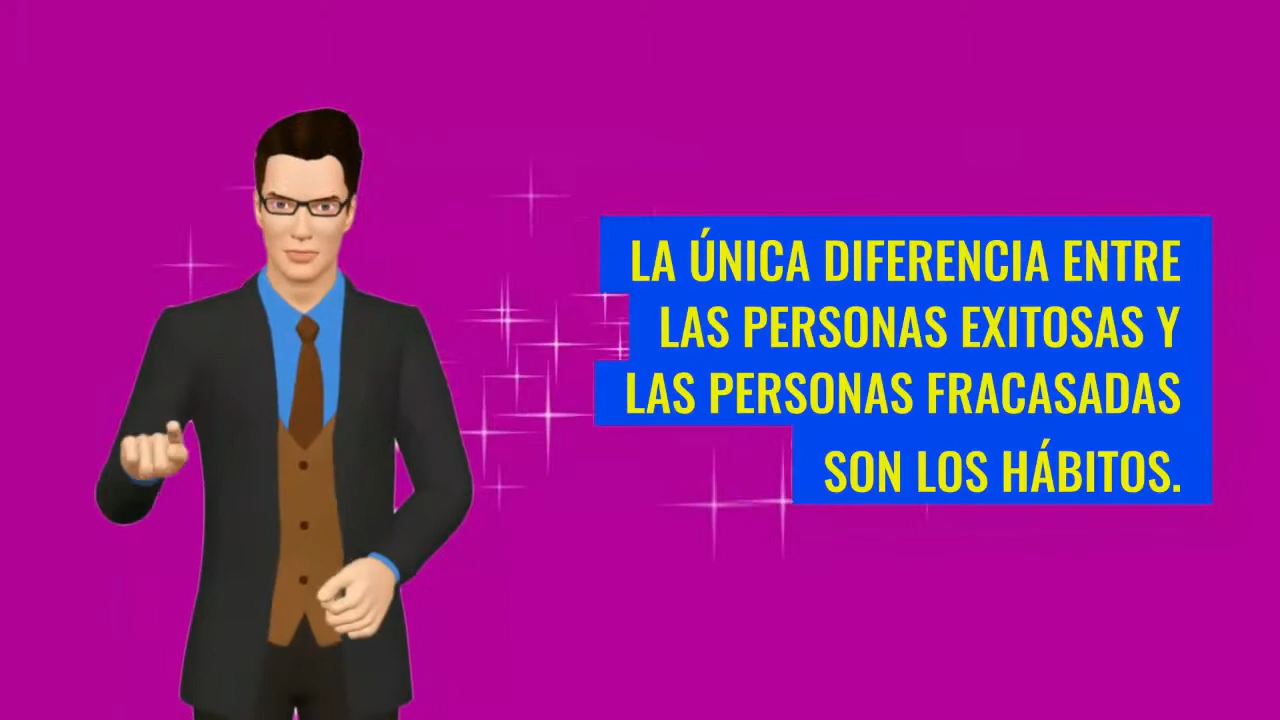 LA ÚNICA DIFERENCIA ENTRE
LAS PERSONAS EXITOSAS Y
LAS PERSONAS FRACASADAS
SON LOS HÁBITOS.